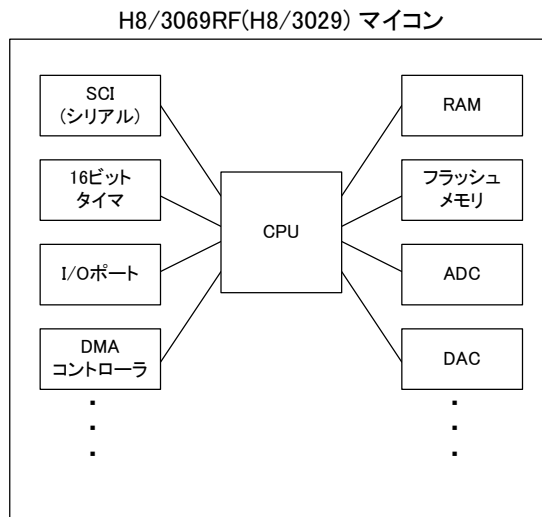 H8/3069RF(H8/3029) マイコン
SCI
(シリアル)
16ビット
タイマ
I/Oポート
DMA
コントローラ
・
・
・
CPU
RAM
フラッシュ
メモリ
ADC
DAC
・
・
・